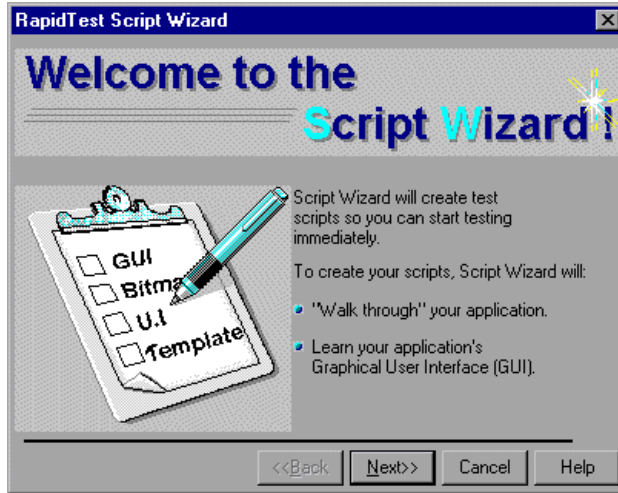 RapidTest Script Wizard
Welcome to the
Script Wizard !
Script Wizard will create test
scripts so you can start testing
immediately.
To create your scripts, Script Wizard will:
"Walk through" your application.
Learn your application's
Graphical User Interface (GUI).
GUI
Bitma
U.I
Template
<<Back
Next>>
Cancel
Help